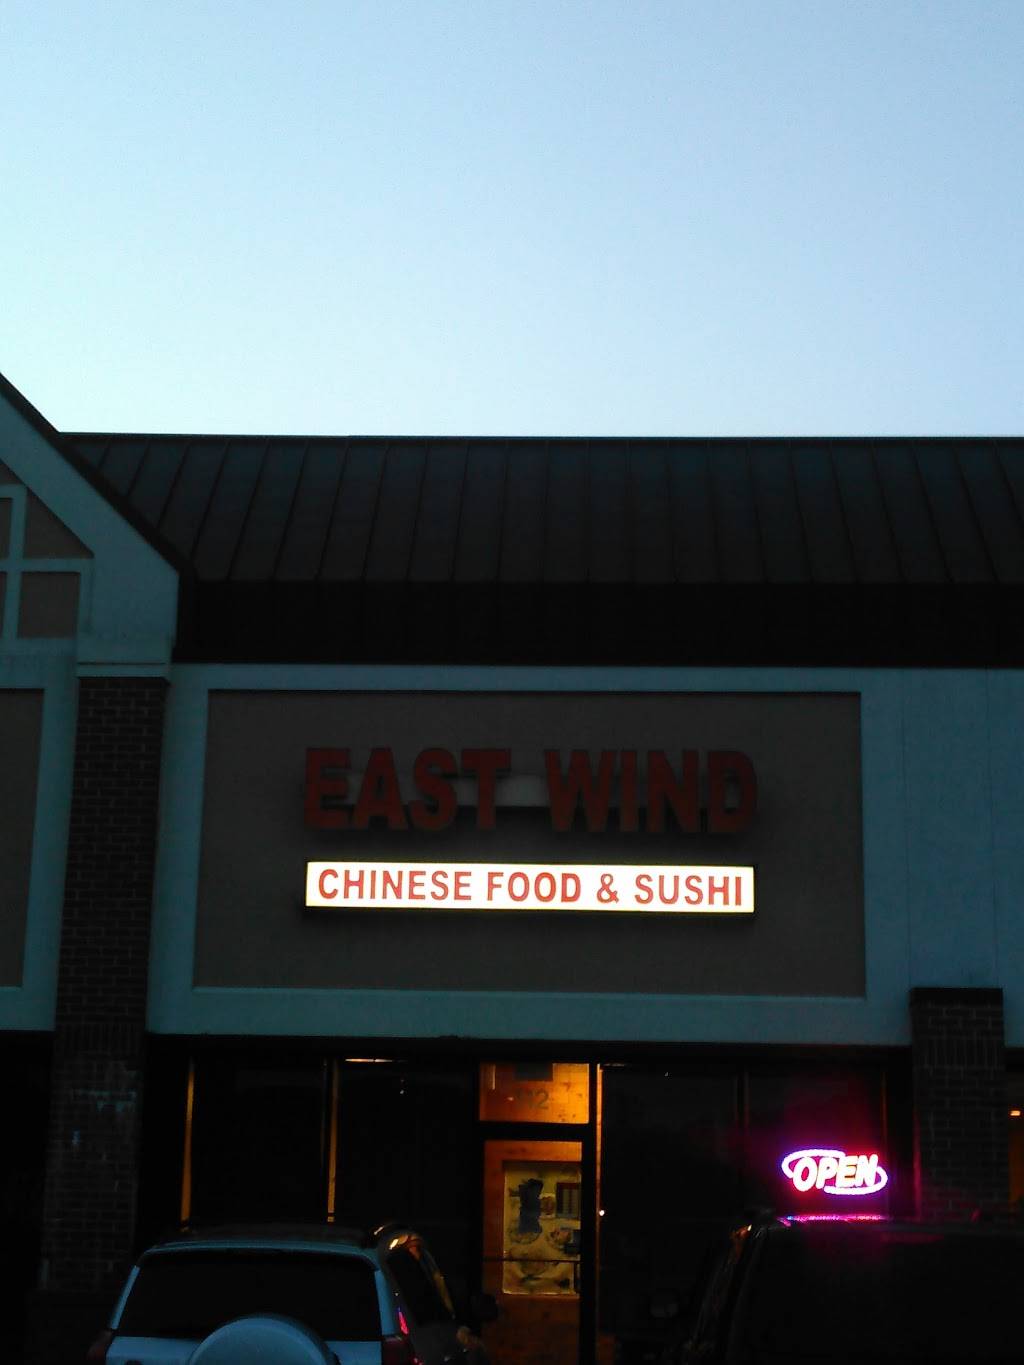 EAST WIND
CHINESE FOOD & SUSHI
OPEN